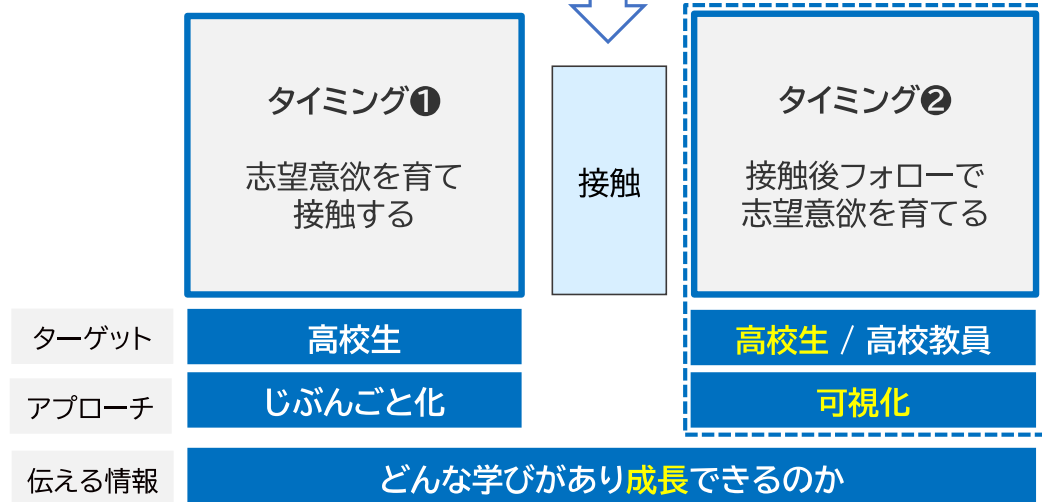 タイミング❶
志望意欲を育て
接触する
接触
タイミング❷
接触後フォローで
志望意欲を育てる
ターゲット
高校生
高校生 / 高校教員
アプローチ
じぶんごと化
可視化
伝える情報
どんな学びがあり成長できるのか